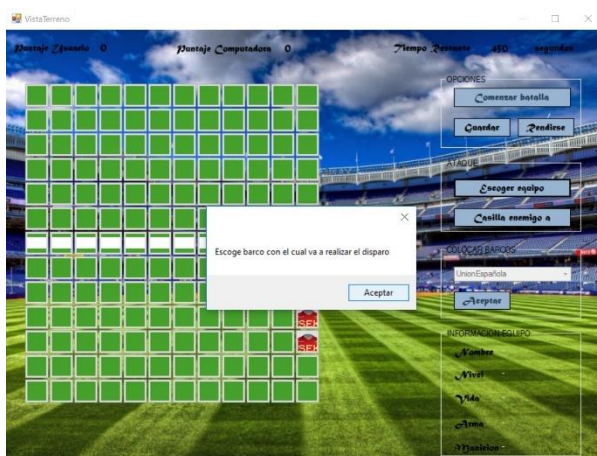 VistaTerreno
Puntaje Usuario 0
Puntaje Computadora 0
Tiempo Restante 450 segundos
OPCIONES
Comenzar batalla
Guardar
Rendirse
ATAQUE
Escoger equipo
Casilla enemigo a
Escoge barco con el cual va a realizar el disparo
Aceptar
COLOCAR BARCOS
UnionEspañola
Aceptar
INFORMACION EQUIPO
Nombre
Nivel
Vida
Arma
Municion